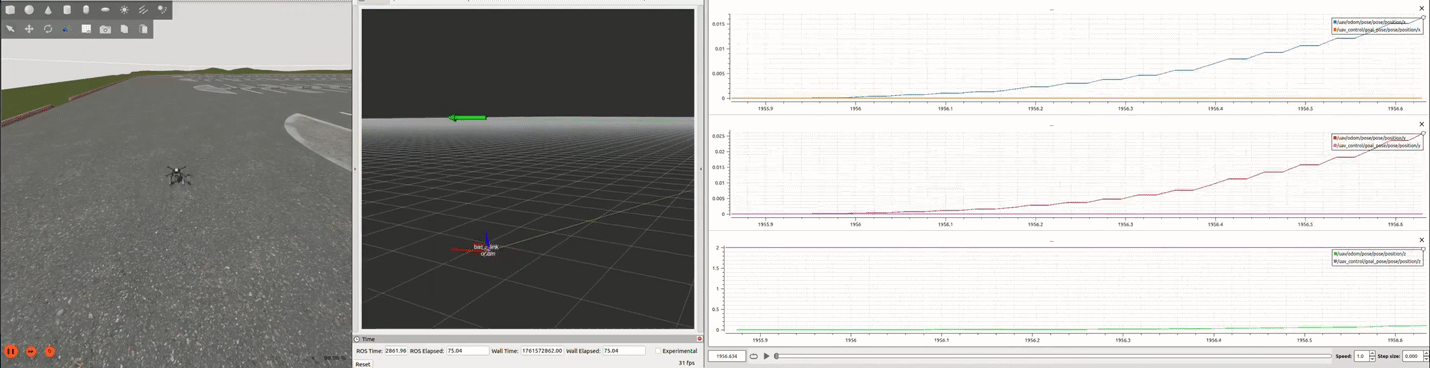 base_link
odom
Time
ROS Time: 2861.98 ROS Elapsed: 75.04 Wall Time: 1761572862.00 Wall Elapsed: 75.04 Experimental
Reset 31 fps
/uav/odom/pose/pose/position/x
/uav_control/goal_pose/pose/position/x
0.015
0.01
0.005
0
1955.9 1956 1956.1 1956.2 1956.3 1956.4 1956.5 1956.6
/uav/odom/pose/pose/position/y
/uav_control/goal_pose/pose/position/y
0.025
0.02
0.015
0.01
0.005
0
1955.9 1956 1956.1 1956.2 1956.3 1956.4 1956.5 1956.6
/uav/odom/pose/pose/position/z
/uav_control/goal_pose/pose/position/z
2
1.5
1
0.5
0
1955.9 1956 1956.1 1956.2 1956.3 1956.4 1956.5 1956.6
1956.634 Speed: 1.0 Step size: 0.000